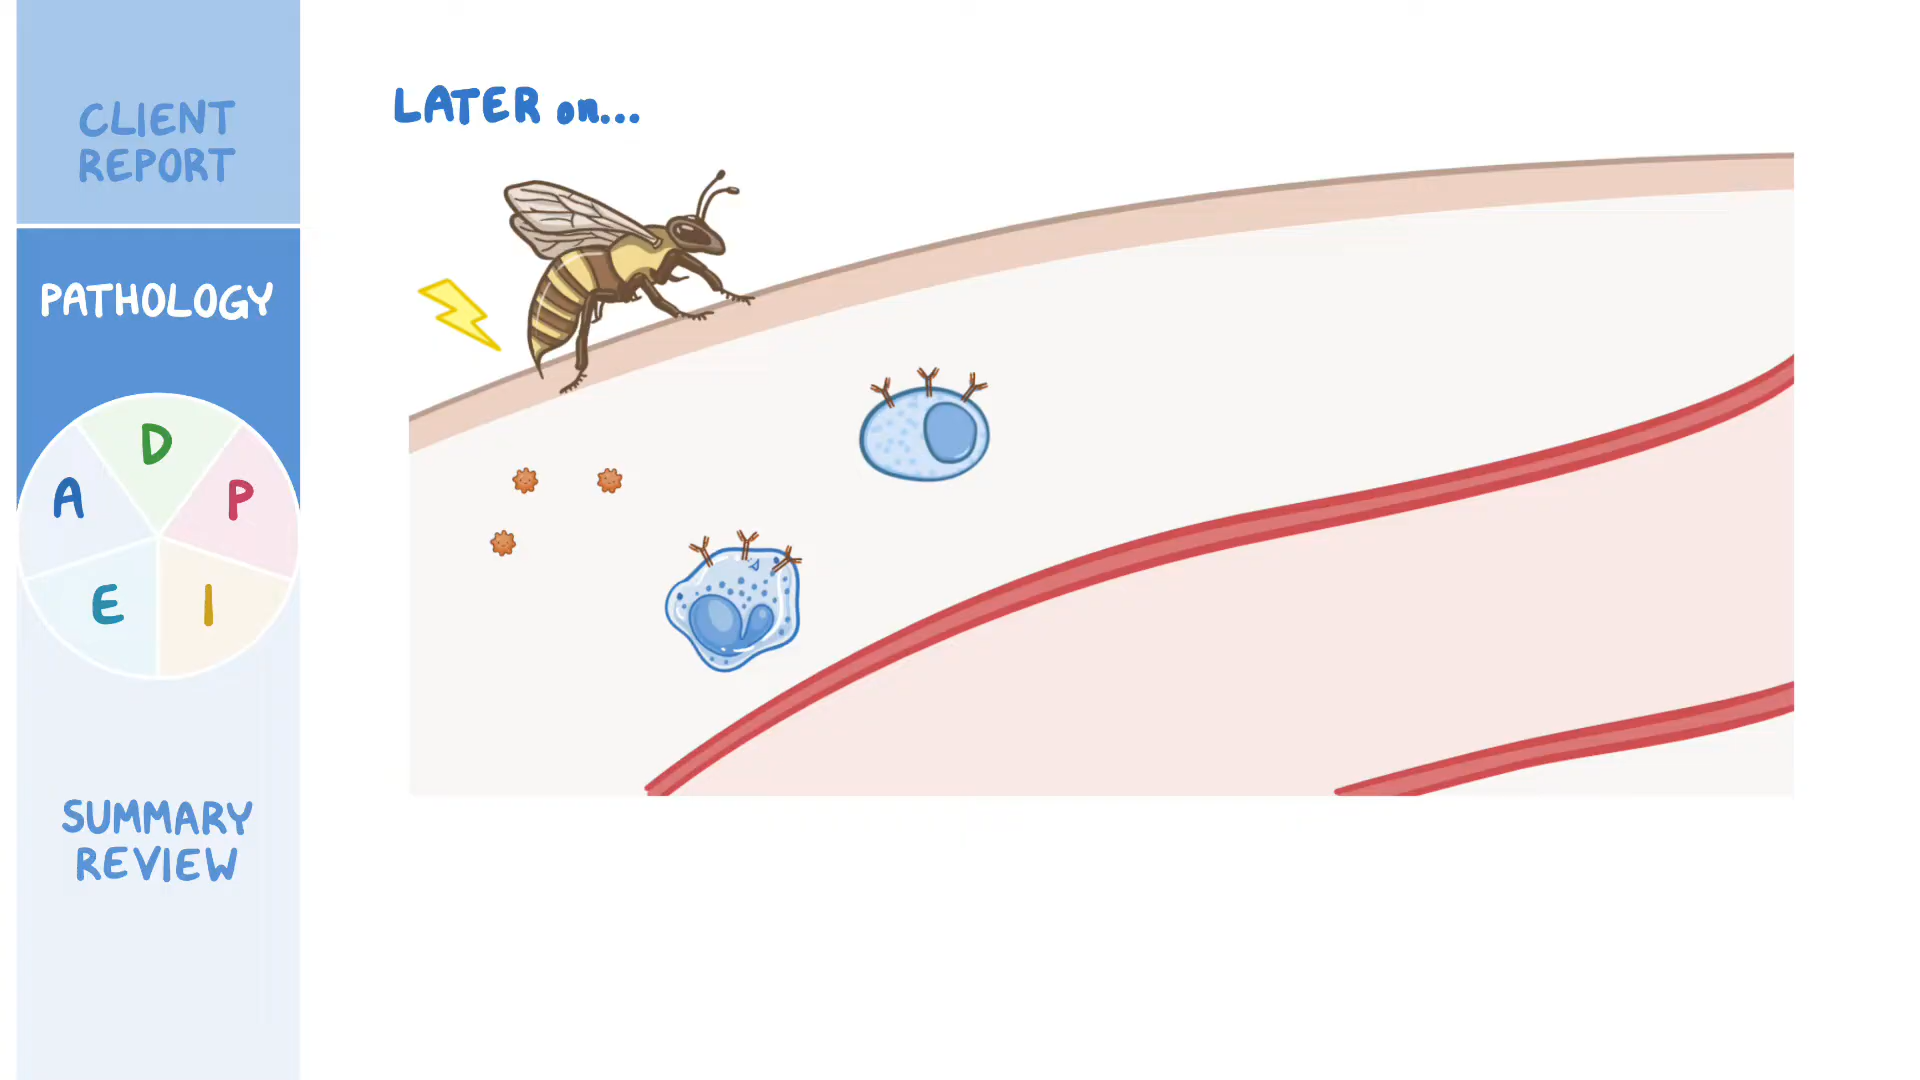 CLIENT
REPORT
PATHOLOGY
A D P
E I
SUMMARY
REVIEW
LATER on...